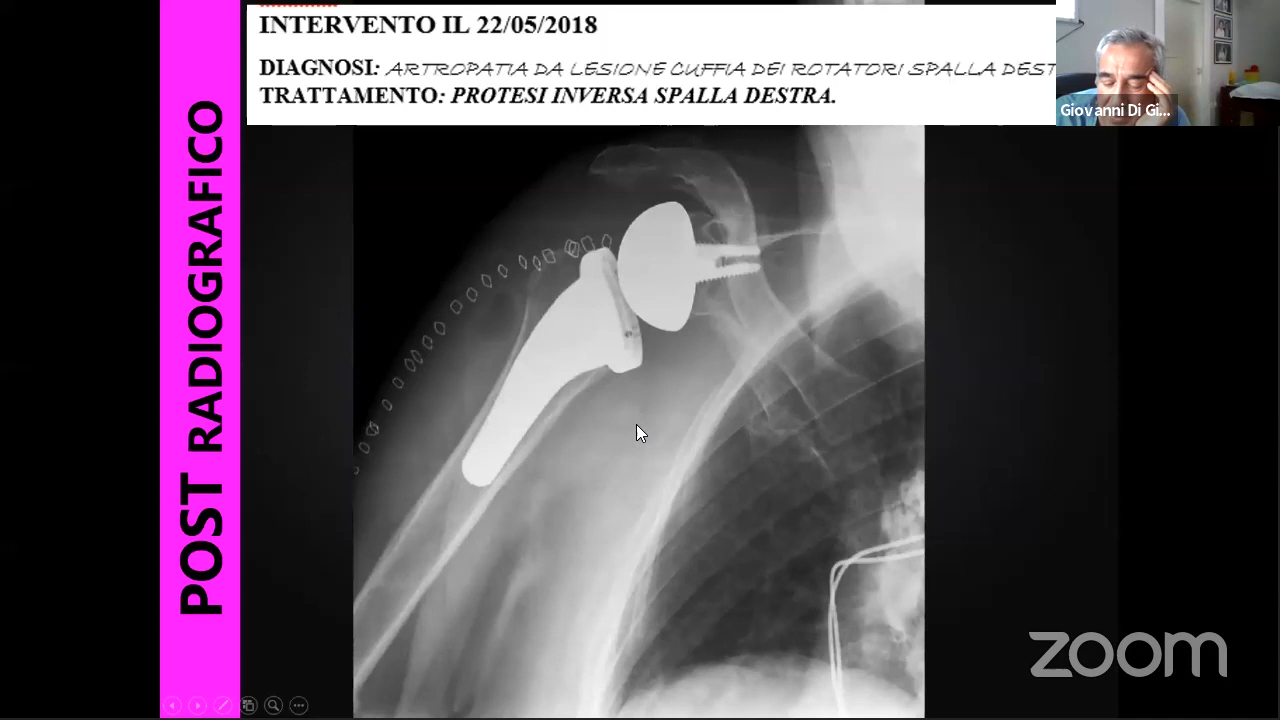 INTERVENTO IL 22/05/2018
DIAGNOSI: ARTROPATIA DA LESIONE CUFFIA DEI ROTATORI SPALLA DEST
TRATTAMENTO: PROTESI INVERSA SPALLA DESTRA.
Giovanni Di Gi...
POST RADIOGRAFICO
zoom